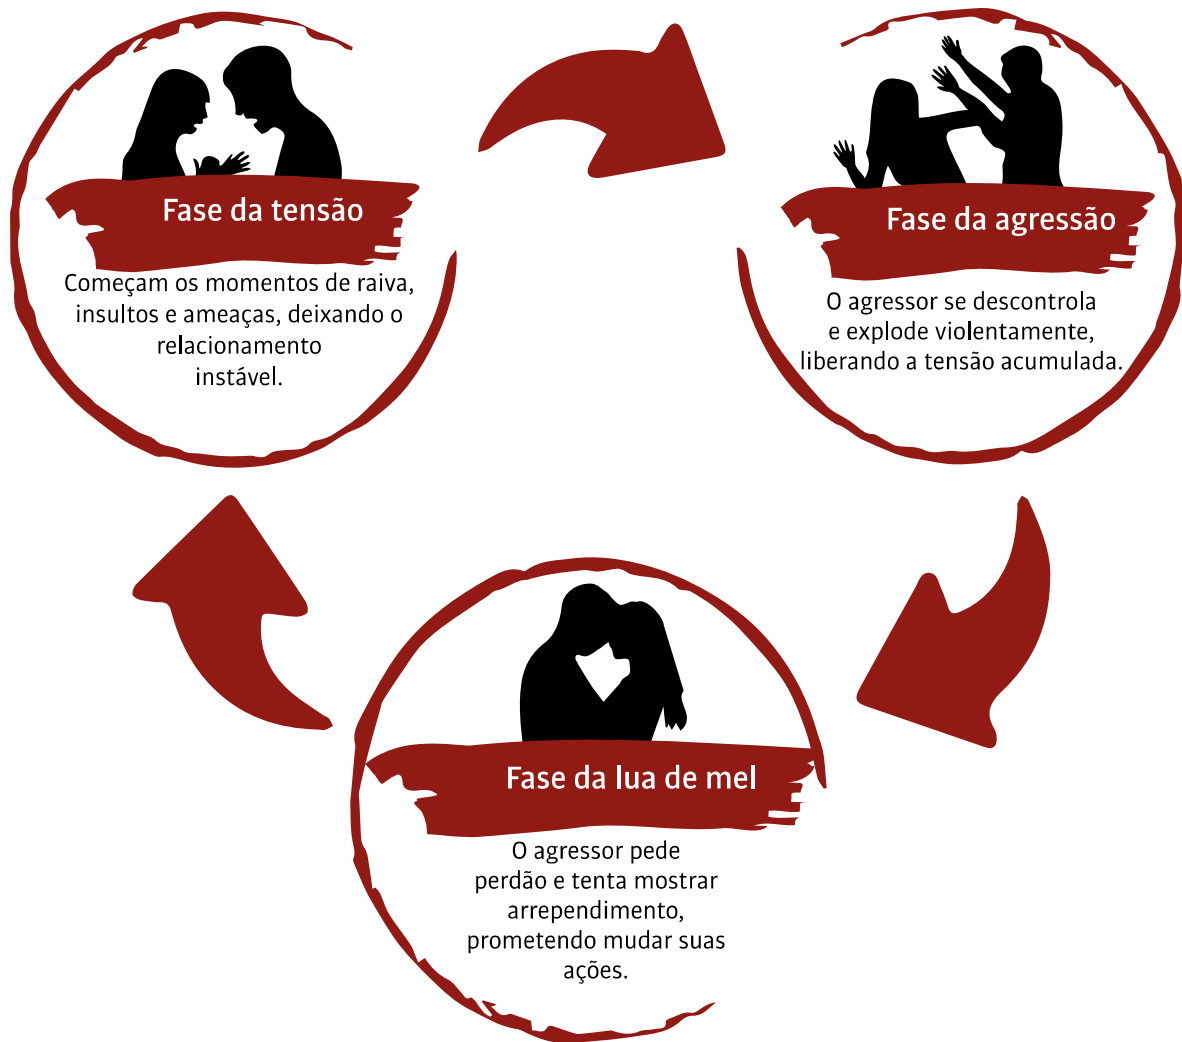 Fase da tensão
Começam os momentos de raiva,
insultos e ameaças, deixando o
relacionamento
instável.
Fase da agressão
O agressor se descontrola
e explode violentamente,
liberando a tensão acumulada.
Fase da lua de mel
O agressor pede
perdão e tenta mostrar
arrependimento,
prometendo mudar suas
ações.